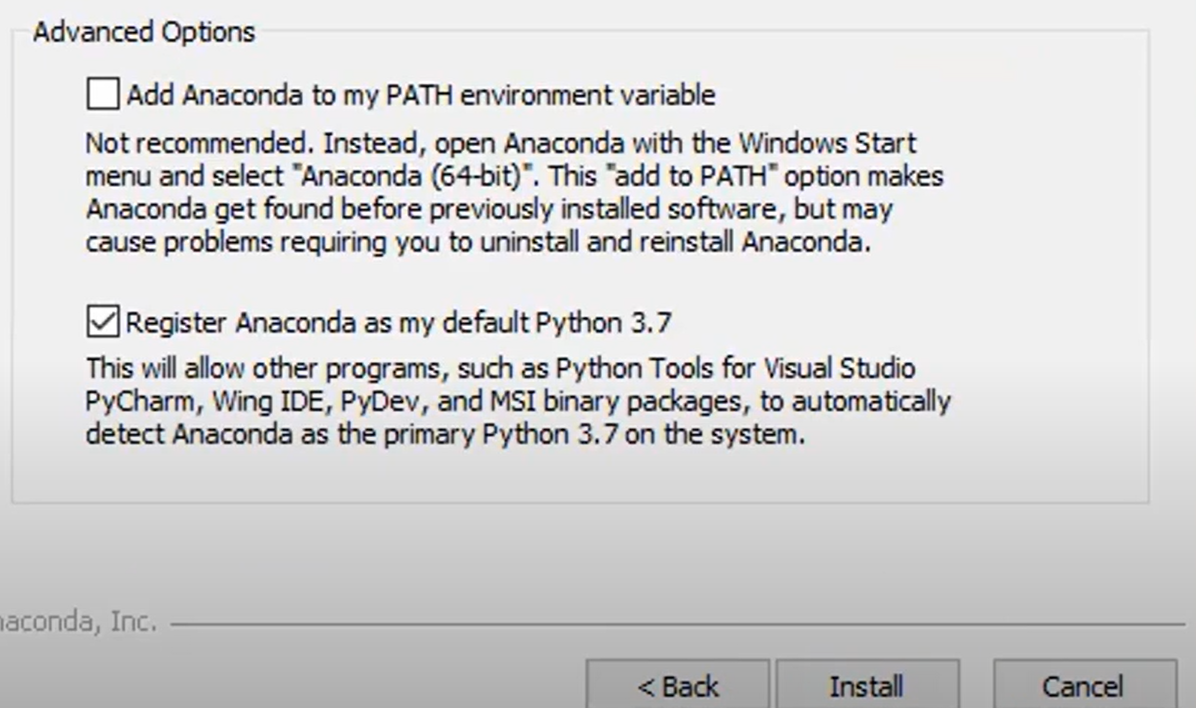 Advanced Options
Add Anaconda to my PATH environment variable
Not recommended. Instead, open Anaconda with the Windows Start
menu and select "Anaconda (64-bit)". This "add to PATH" option makes
Anaconda get found before previously installed software, but may
cause problems requiring you to uninstall and reinstall Anaconda.
Register Anaconda as my default Python 3.7
This will allow other programs, such as Python Tools for Visual Studio
PyCharm, Wing IDE, PyDev, and MSI binary packages, to automatically
detect Anaconda as the primary Python 3.7 on the system.
naconda, Inc.
< Back Install Cancel